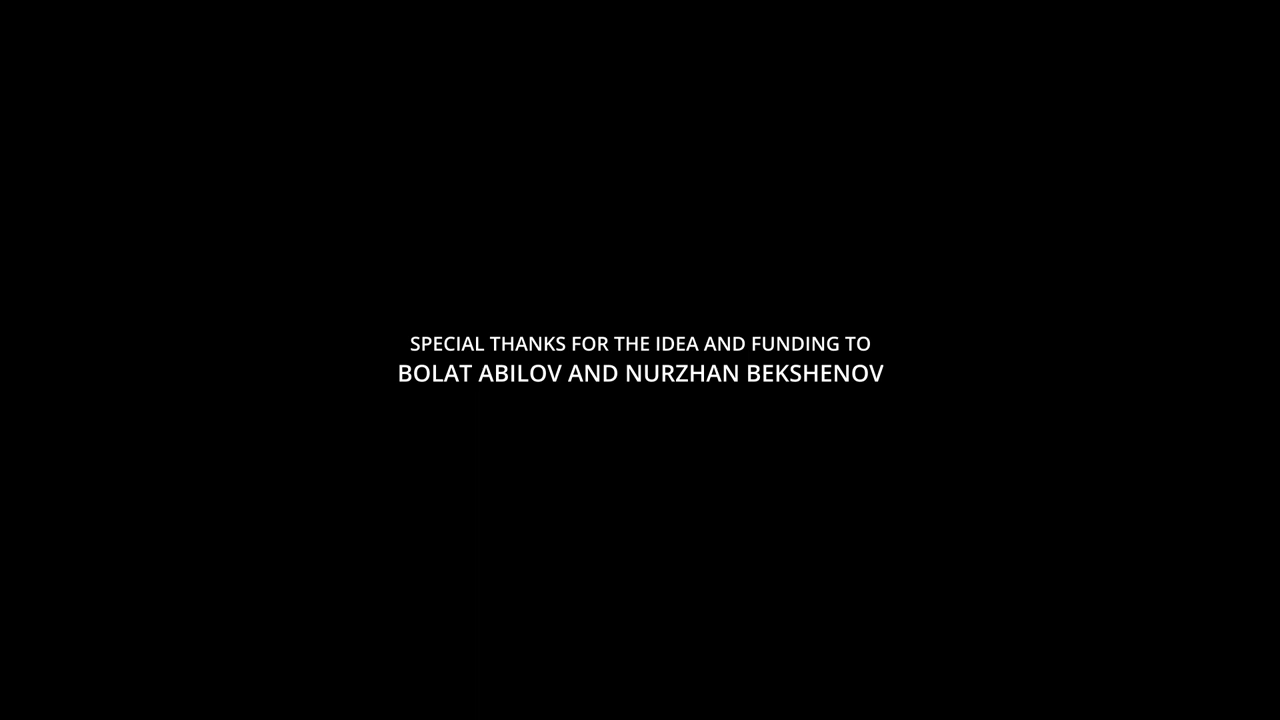 SPECIAL THANKS FOR THE IDEA AND FUNDING TO
BOLAT ABILOV AND NURZHAN BEKSHENOV